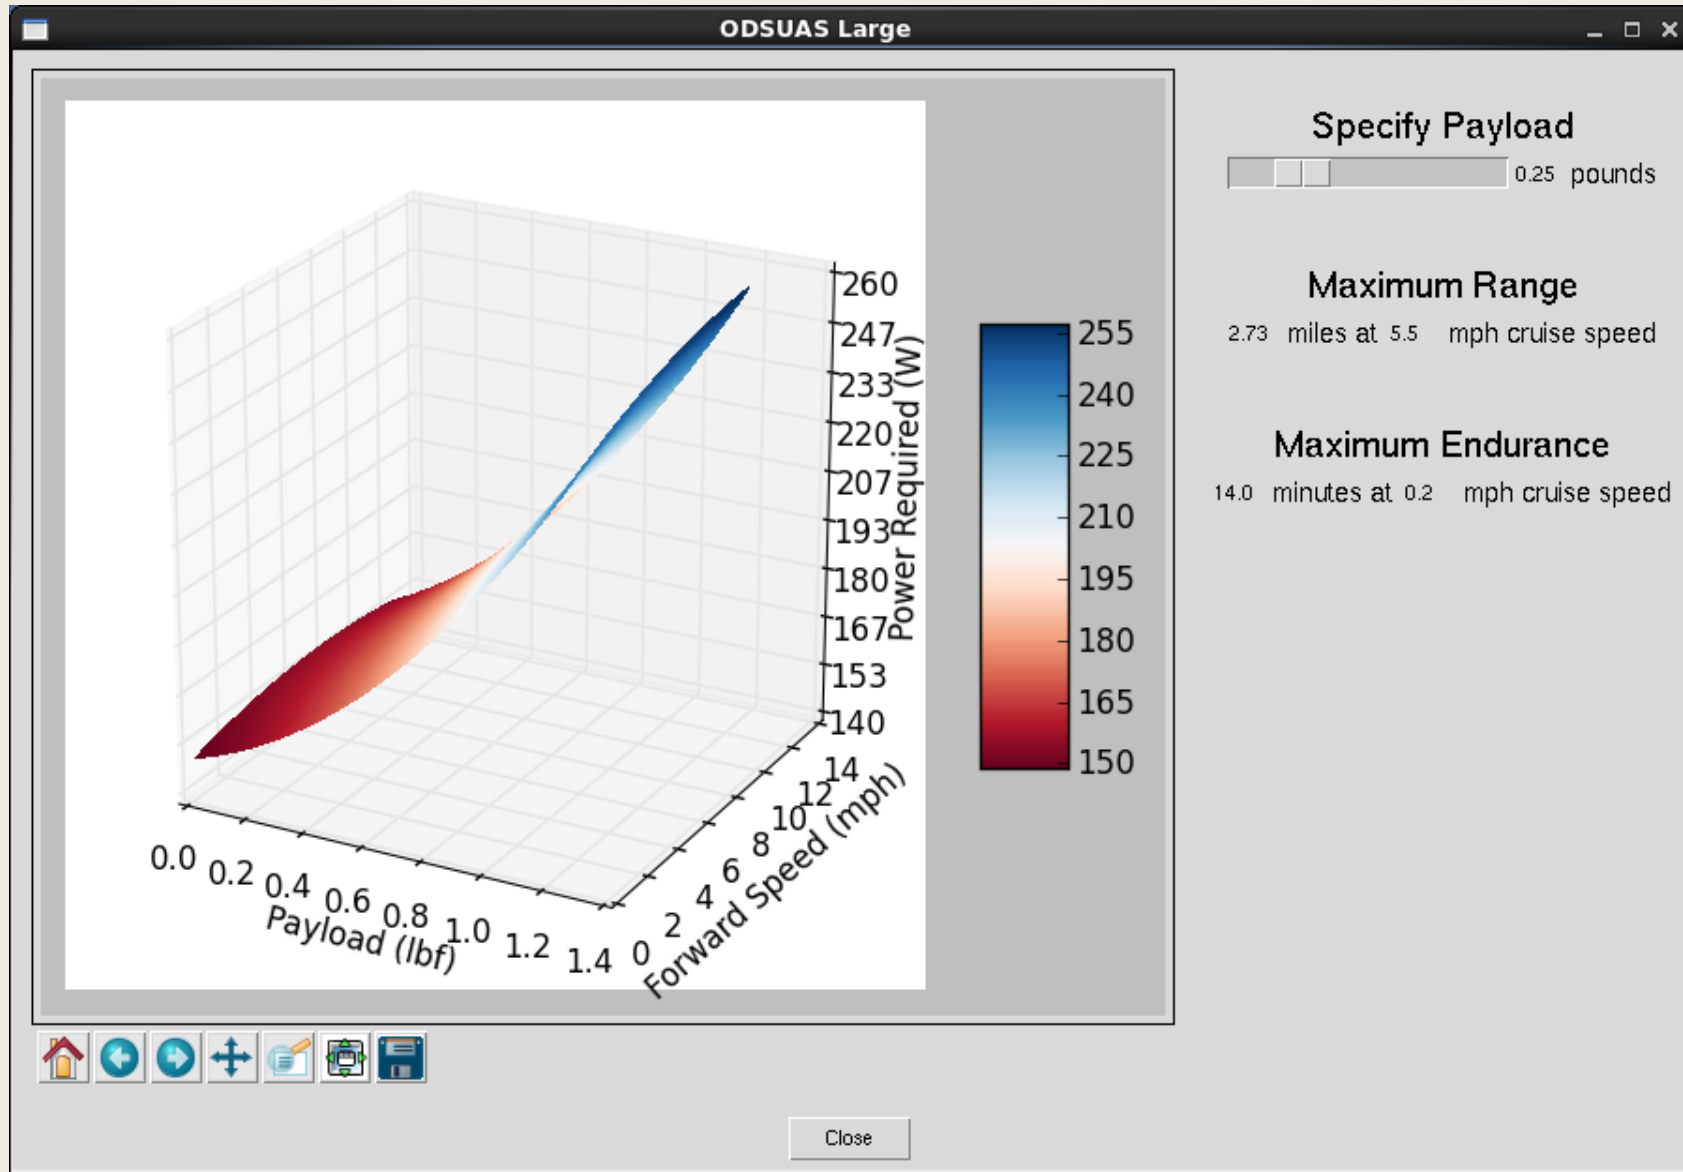 ODSUAS Large
Specify Payload
0.25 pounds
Maximum Range
2.73 miles at 5.5 mph cruise speed
Maximum Endurance
14.0 minutes at 0.2 mph cruise speed
260
247
233
220
207
193
180
167
153
140
Power Required (W)
255
240
225
210
195
180
165
150
0.0 0.2 0.4 0.6 0.8 1.0 1.2 1.4
Payload (lbf)
0 2 4 6 8 10 12 14
Forward Speed (mph)
Close